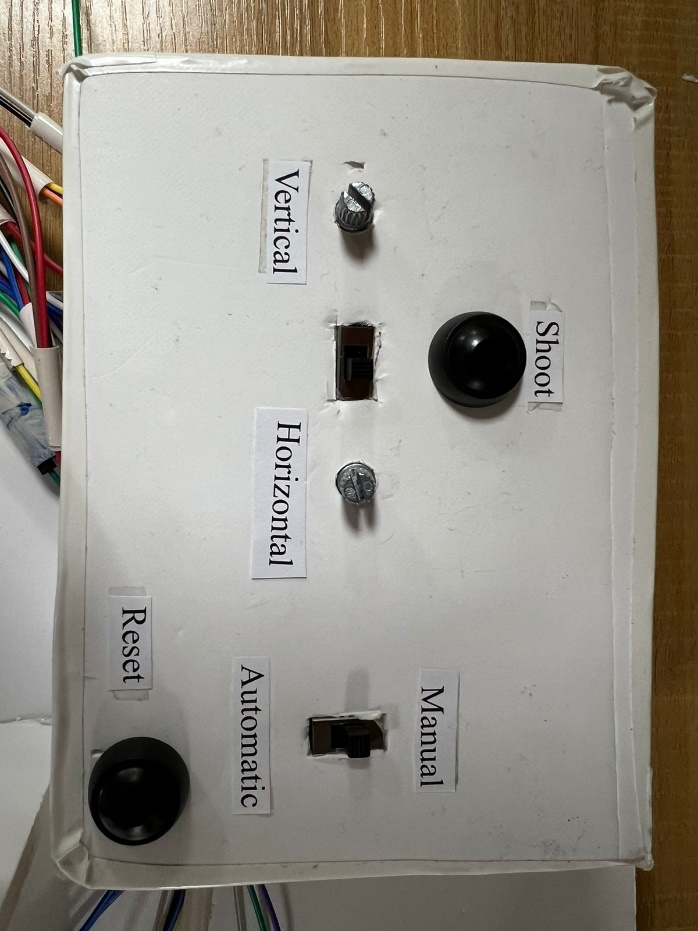 Shoot
Manual
Vertical
Horizontal
Automatic
Reset